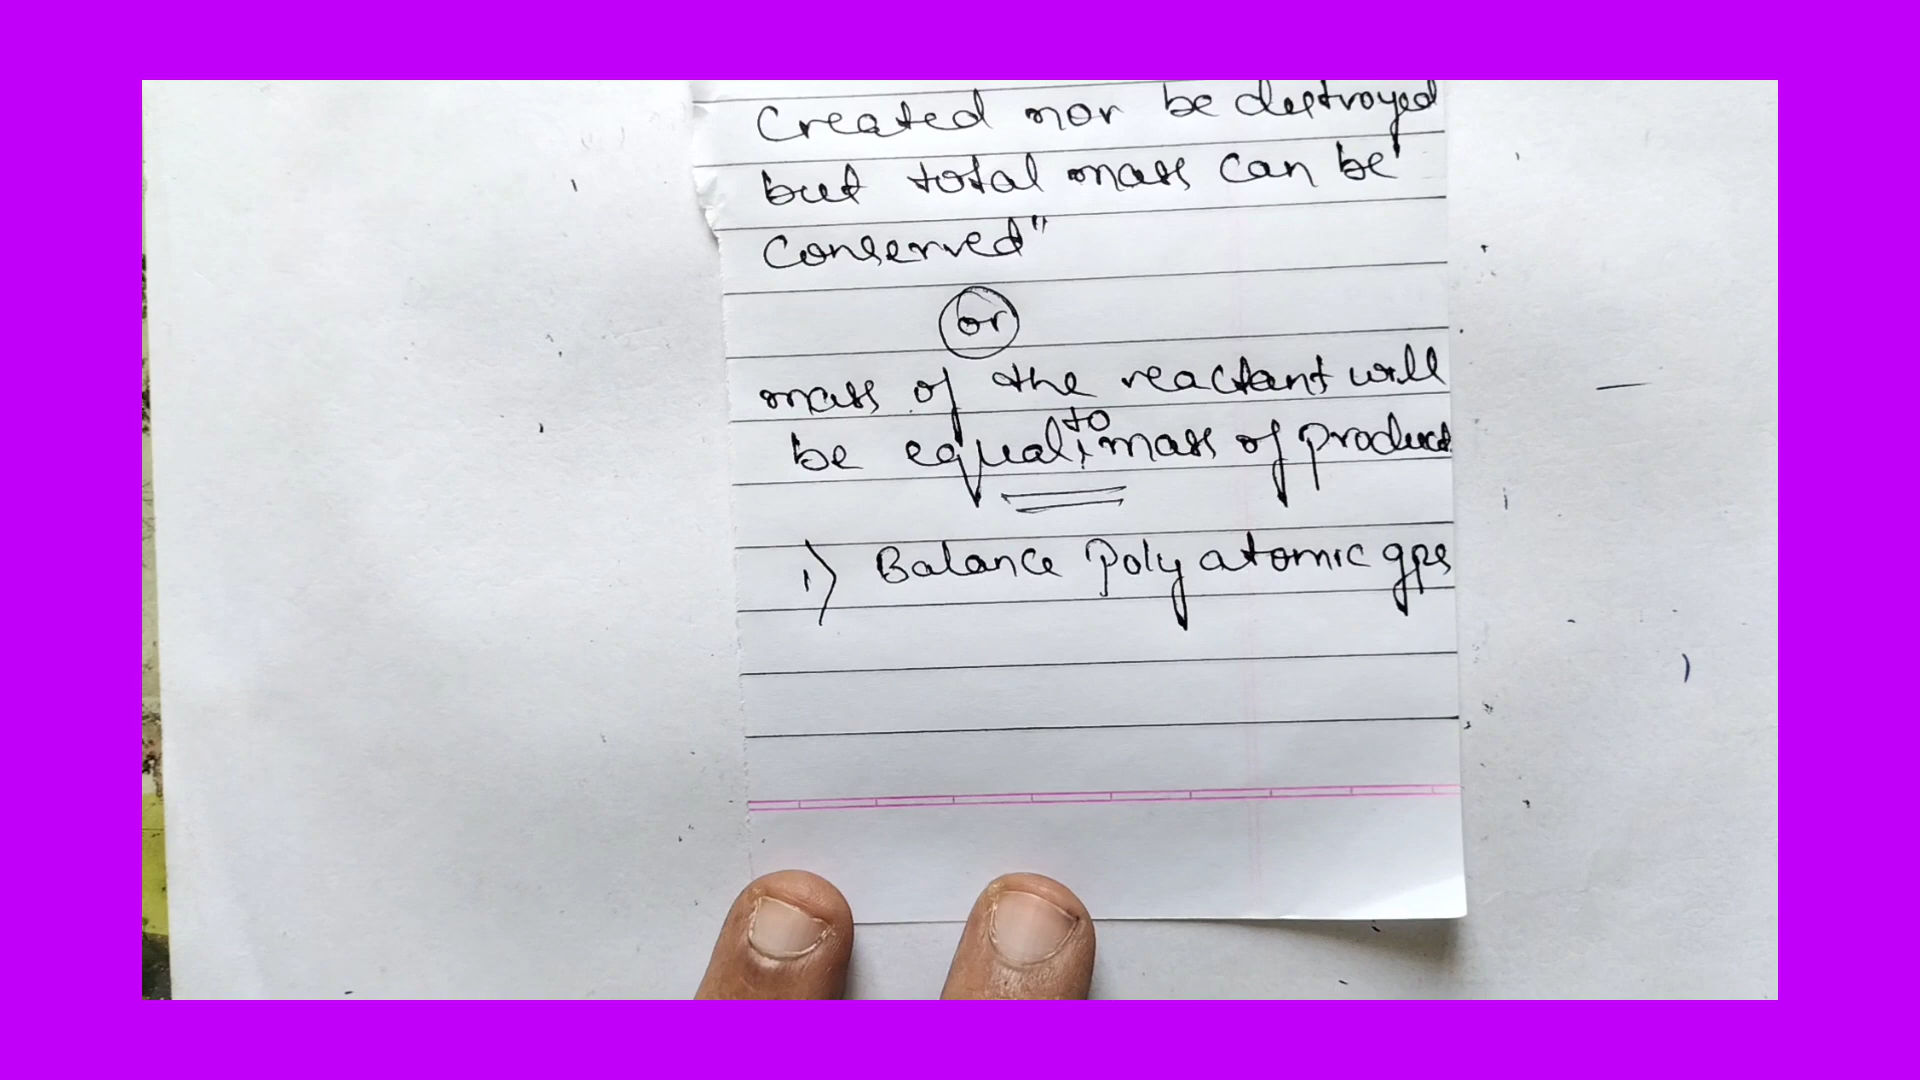 Created nor be destroyed
but total mass can be
Conserved"
or
mass of the reactant will
be equal to mass of product
1) Balance Poly atomic gps